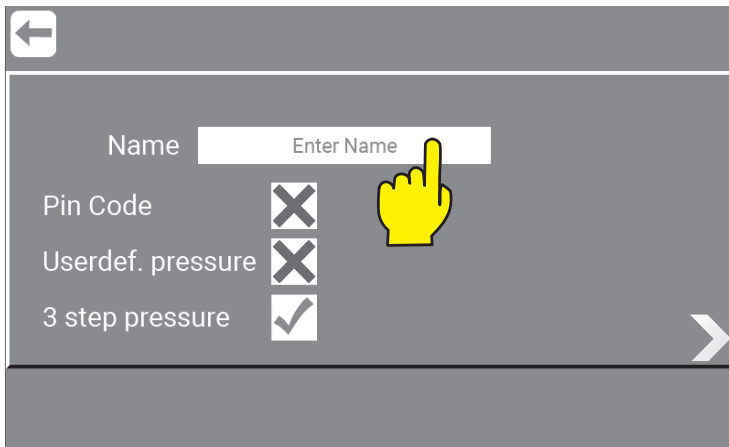 Name Enter Name
Pin Code
Userdef. pressure
3 step pressure